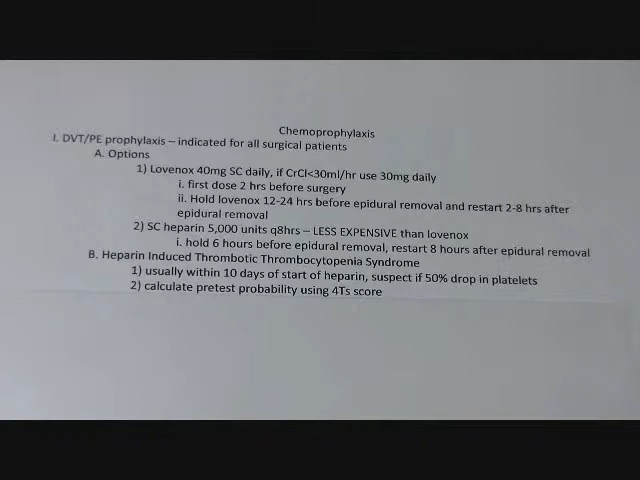 Chemoprophylaxis
I. DVT/PE prophylaxis – indicated for all surgical patients
A. Options
1) Lovenox 40mg SC daily, if CrCl<30ml/hr use 30mg daily
i. first dose 2 hrs before surgery
ii. Hold lovenox 12-24 hrs before epidural removal and restart 2-8 hrs after
epidural removal
2) SC heparin 5,000 units q8hrs – LESS EXPENSIVE than lovenox
i. hold 6 hours before epidural removal, restart 8 hours after epidural removal
B. Heparin Induced Thrombotic Thrombocytopenia Syndrome
1) usually within 10 days of start of heparin, suspect if 50% drop in platelets
2) calculate pretest probability using 4Ts score